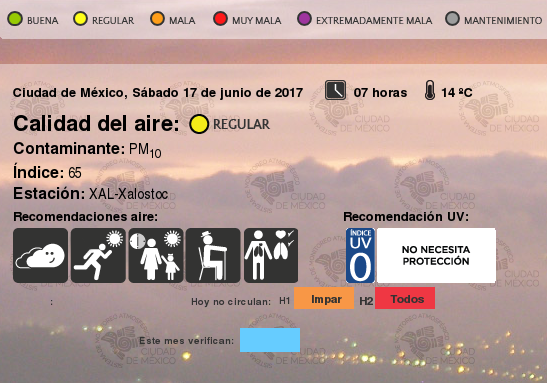 BUENA REGULAR MALA MUY MALA EXTREMADAMENTE MALA MANTENIMIENTO
Ciudad de México, Sábado 17 de junio de 2017 07 horas 14 ºC
Calidad del aire: REGULAR
Contaminante: PM10
Índice: 65
Estación: XAL-Xalostoc
Recomendaciones aire: Recomendación UV:
ÍNDICE
UV
0
NO NECESITA
PROTECCIÓN
: Hoy no circulan: H1 Impar H2 Todos
Este mes verifican:
CIUDAD
DE MÉXICO